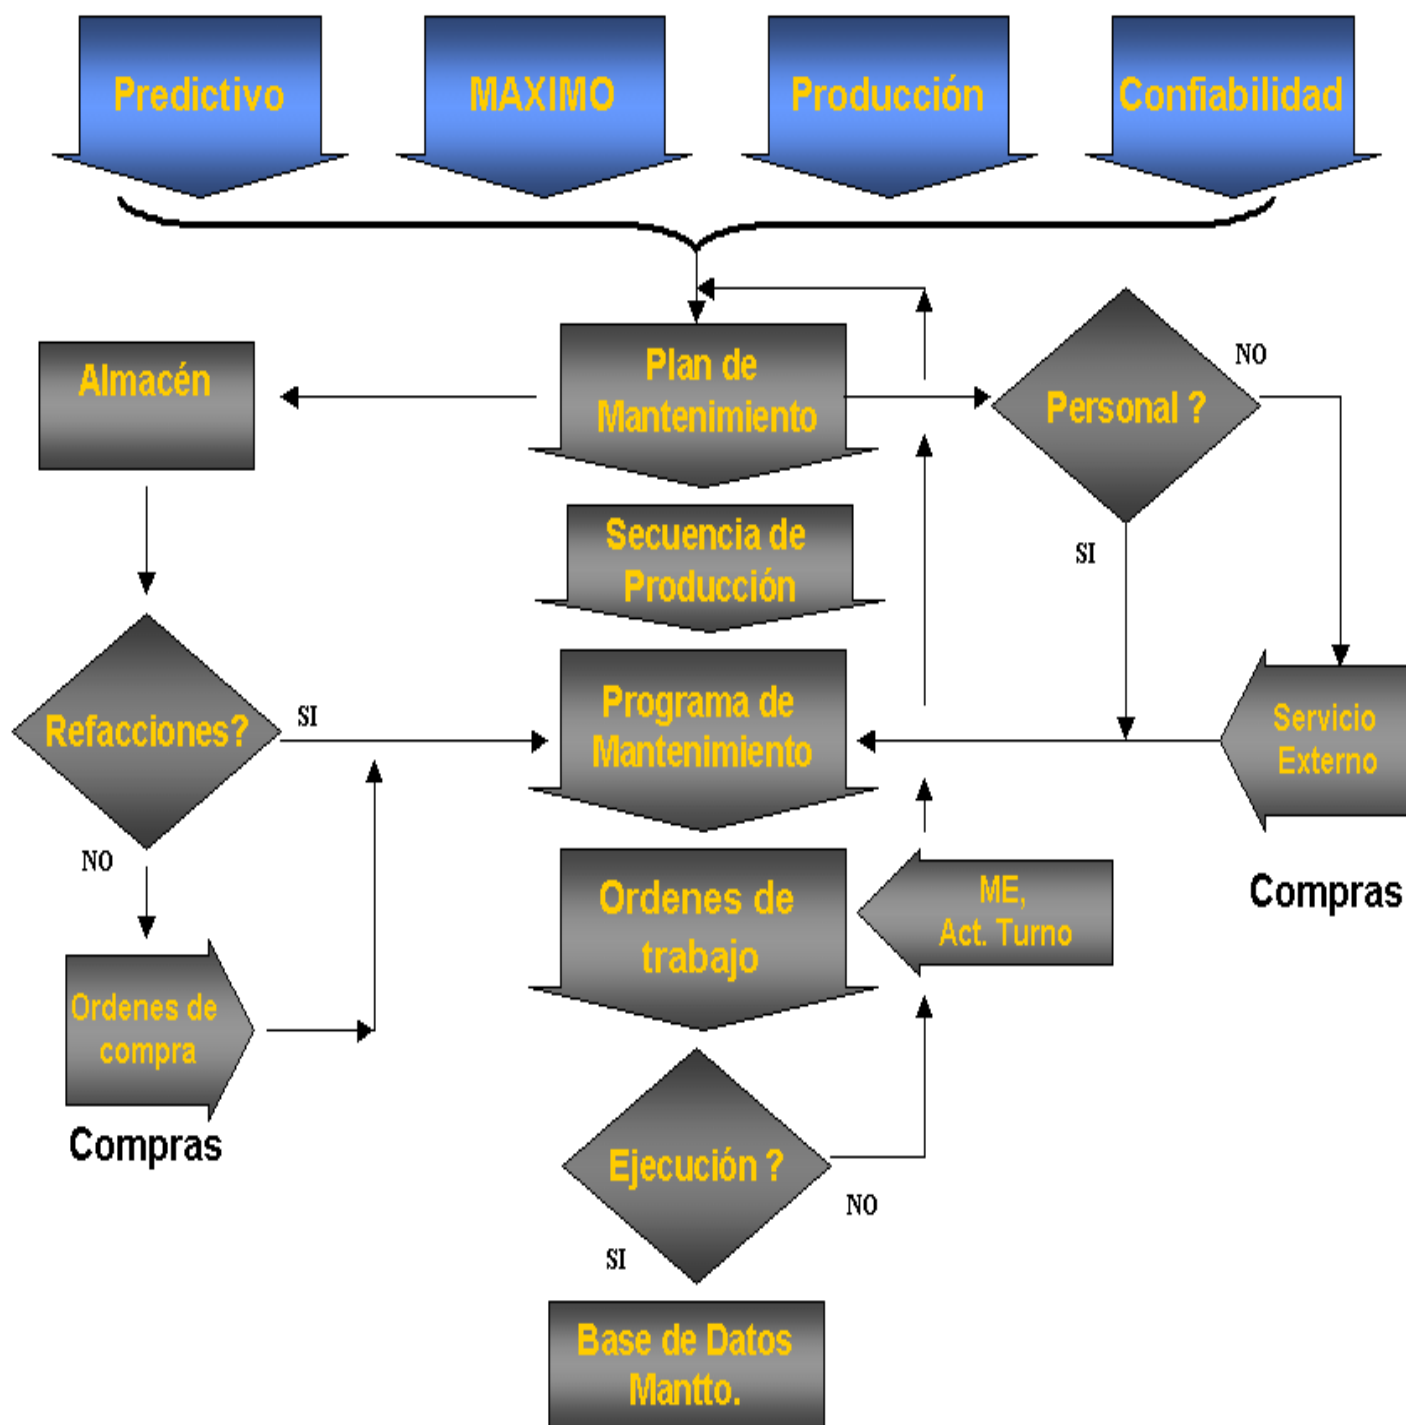 Predictivo
MAXIMO
Producción
Confiabilidad
Almacén
Plan de
Mantenimiento
Personal ?
NO
SI
Secuencia de
Producción
Refacciones?
SI
NO
Programa de
Mantenimiento
Servicio
Externo
Compras
Ordenes de
trabajo
ME,
Act. Turno
Ordenes de
compra
Compras
Ejecución ?
NO
SI
Base de Datos
Mantto.